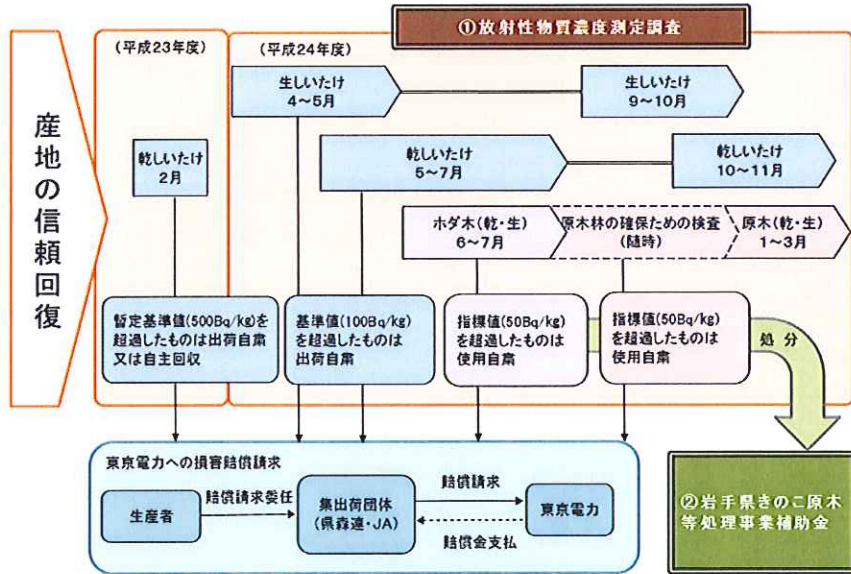 ①放射性物質濃度測定調査
産地の信頼回復
(平成23年度)
(平成24年度)
生しいたけ
4～5月
生しいたけ
9～10月
乾しいたけ
2月
乾しいたけ
5～7月
乾しいたけ
10～11月
ホダ木(乾・生)
6～7月
原木林の確保ための検査
(随時)
原木(乾・生)
1～3月
暫定基準値(500Bq/kg)を
超過したものは出荷自粛
又は自主回収
基準値(100Bq/kg)
を超過したものは
出荷自粛
指標値(50Bq/kg)
を超過したものは
使用自粛
指標値(50Bq/kg)
を超過したものは
使用自粛
処分
東京電力への損害賠償請求
生産者
賠償請求委任
集出荷団体
(県森連・JA)
賠償請求
賠償金支払
東京電力
②岩手県きのこ原木
等処理事業補助金